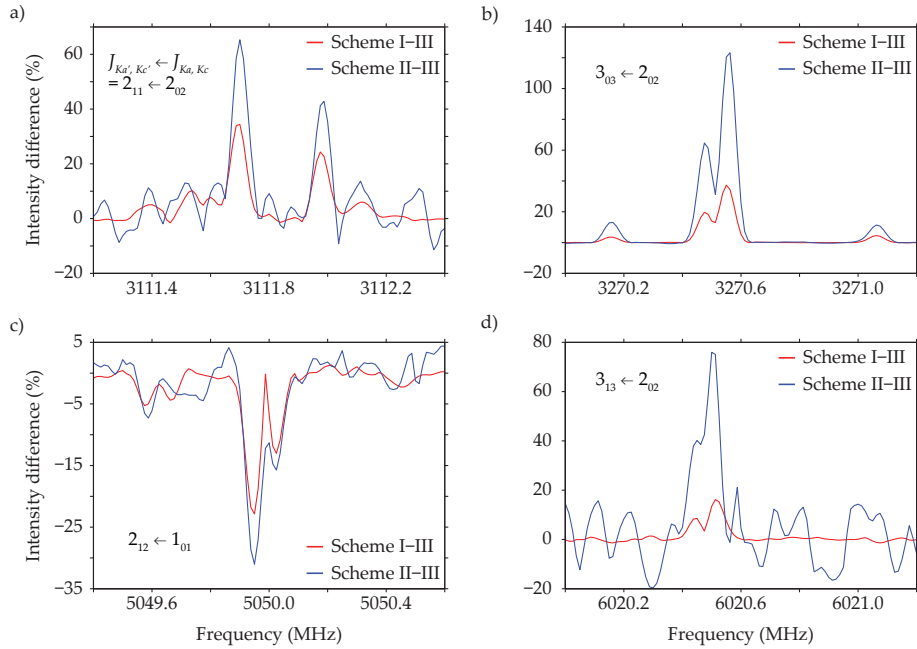 a)
Intensity difference (%)
60
40
20
0
−20
J_{Ka′, Kc′} ← J_{Ka, Kc}
= 2_{11} ← 2_{02}
Scheme I−III
Scheme II−III
3111.4
3111.8
3112.2
b)
140
100
60
20
−20
3_{03} ← 2_{02}
Scheme I−III
Scheme II−III
3270.2
3270.6
3271.0
c)
Intensity difference (%)
5
−5
−15
−25
−35
2_{12} ← 1_{01}
Scheme I−III
Scheme II−III
5049.6
5050.0
5050.4
Frequency (MHz)
d)
80
60
40
20
0
−20
3_{13} ← 2_{02}
Scheme I−III
Scheme II−III
6020.2
6020.6
6021.0
Frequency (MHz)